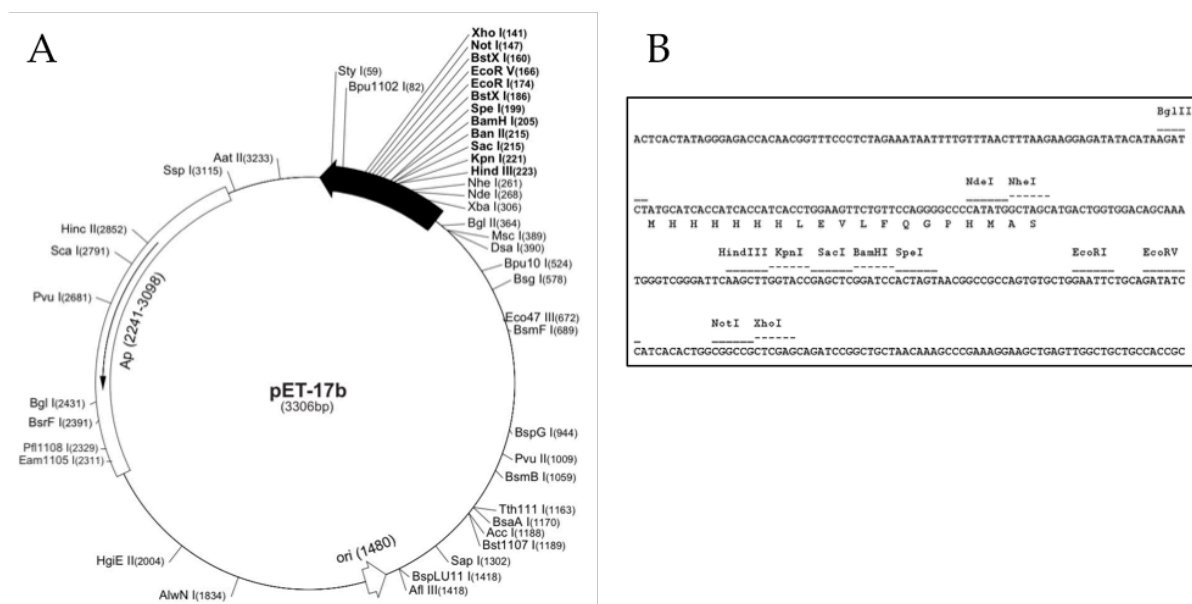 A
Xho I(141)
Not I(147)
BstX I(160)
EcoR V(166)
EcoR I(174)
BstX I(186)
Spe I(199)
BamH I(205)
Ban II(215)
Sac I(215)
Kpn I(221)
Hind III(223)
Nhe I(261)
Nde I(268)
Xba I(306)
Bgl II(364)
Msc I(389)
Dsa I(390)
Bpu10 I(524)
Bsg I(578)
Eco47 III(672)
BsmF I(689)
BspG I(944)
Pvu II(1009)
BsmB I(1059)
Tth111 I(1163)
BsaA I(1170)
Acc I(1188)
Bst1107 I(1189)
Sap I(1302)
BspLU11 I(1418)
Afl III(1418)
ori (1480)
AlwN I(1834)
HgiE II(2004)
Eam1105 I(2311)
Pfl1108 I(2329)
BsrF I(2391)
Bgl I(2431)
Ap (2241-3098)
Pvu I(2681)
Sca I(2791)
Hinc II(2852)
Ssp I(3115)
Aat II(3233)
Sty I(59)
Bpu1102 I(82)
pET-17b
(3306bp)
B
BglII
ACTCACTATAGGGAGACCACAACGGTTTCCCTCTAGAAATAATTTTGTTTAACTTTAAGAAGGAGATATACATAAGAT
NdeI NheI
CTATGCATCACCATCACCATCACCTGGAAGTTCTGTTCCAGGGGCCCCATATGGCTAGCATGACTGGTGGACAGCAAA
M H H H H H H L E V L F Q G P H M A S
HindIII KpnI SacI BamHI SpeI EcoRI EcoRV
TGGGTCGGGATTCAAGCTTGGTACCGAGCTCGGATCCACTAGTAACGGCCGCCAGTGTGCTGGAATTCTGCAGATATC
NotI XhoI
CATCACACTGGCGGCCGCTCGAGCAGATCCGGCTGCTAACAAAGCCCGAAAGGAAGCTGAGTTGGCTGCTGCCACCGC